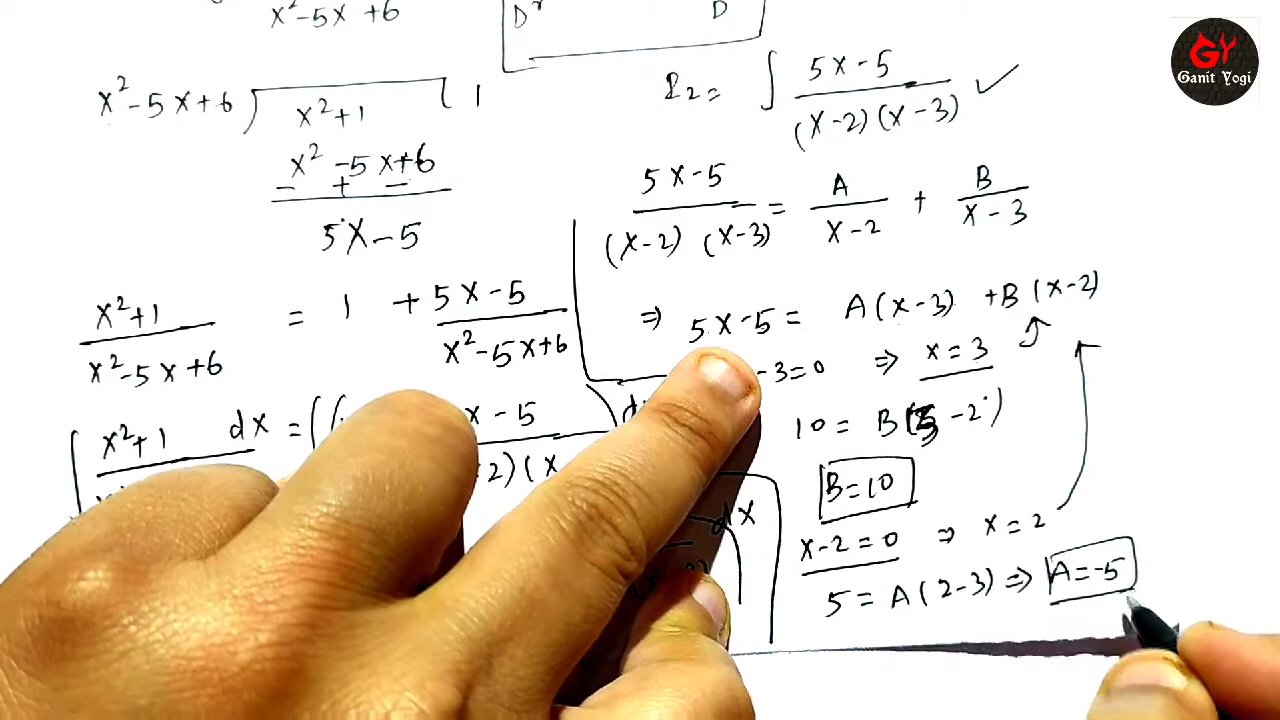 x²-5x+6
Dʳ D
x²-5x+6 ) x²+1 ( 1
x² -5x+6
- + -
5x-5
x²+1 / x²-5x+6 = 1 + 5x-5 / x²-5x+6
x²+1 dx = x-5
I₂ = ∫ 5x-5 / (x-2)(x-3) ✓
5x-5 / (x-2)(x-3) = A / x-2 + B / x-3
⇒ 5x-5 = A(x-3) +B(x-2)
-3=0 ⇒ x=3
10 = B(3-2)
B=10
x-2=0 ⇒ x=2
5 = A(2-3) ⇒ A=-5
dx
GY
Ganit Yogi